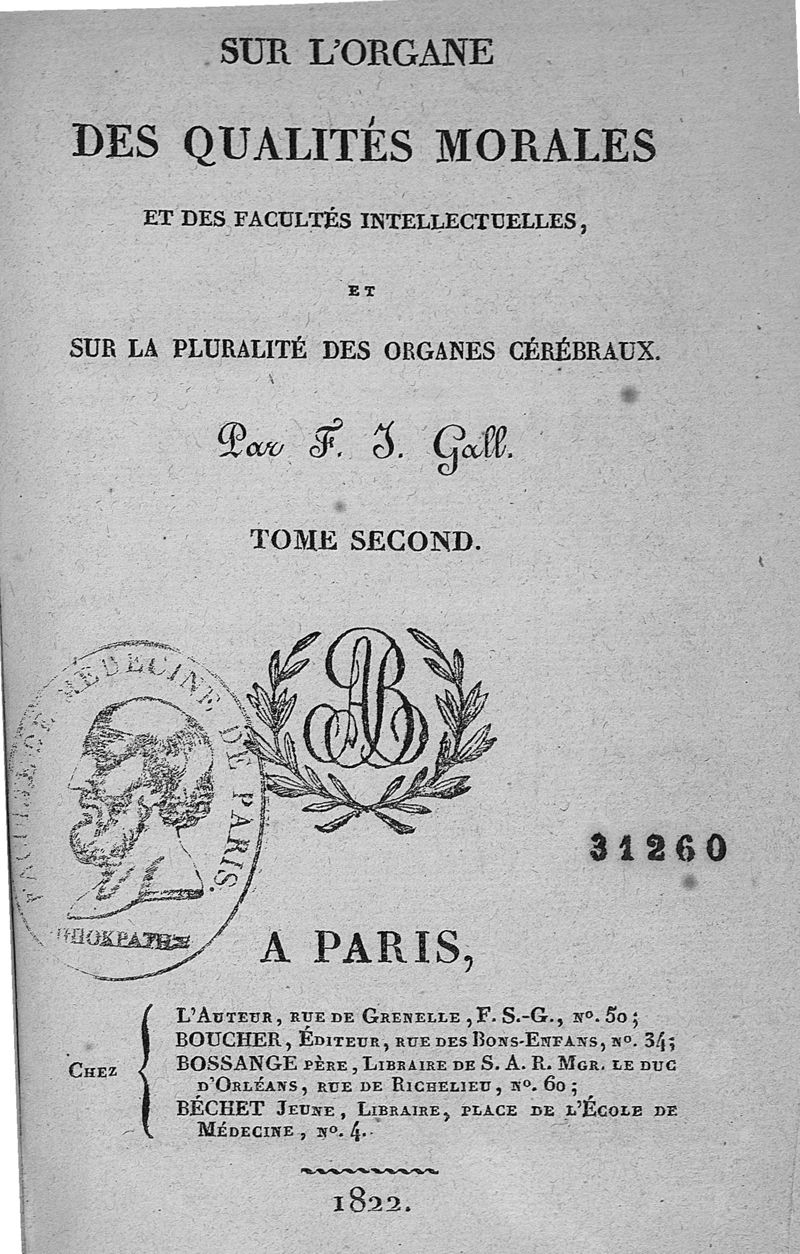 SUR L'ORGANE
DES QUALITÉS MORALES
ET DES FACULTÉS INTELLECTUELLES,
ET
SUR LA PLURALITÉ DES ORGANES CÉRÉBRAUX.
Par F. J. Gall.
TOME SECOND.
AB
DE MÉDECINE DE PARIS.
31260
A PARIS,
Chez
L'Auteur, rue de Grenelle, F. S.-G., nº. 50;
BOUCHER, Éditeur, rue des Bons-Enfans, nº. 34;
BOSSANGE père, Libraire de S. A. R. Mgr. le duc
d'Orléans, rue de Richelieu, nº. 60;
BÉCHET Jeune, Libraire, place de l'École de
Médecine, nº. 4.
1822.